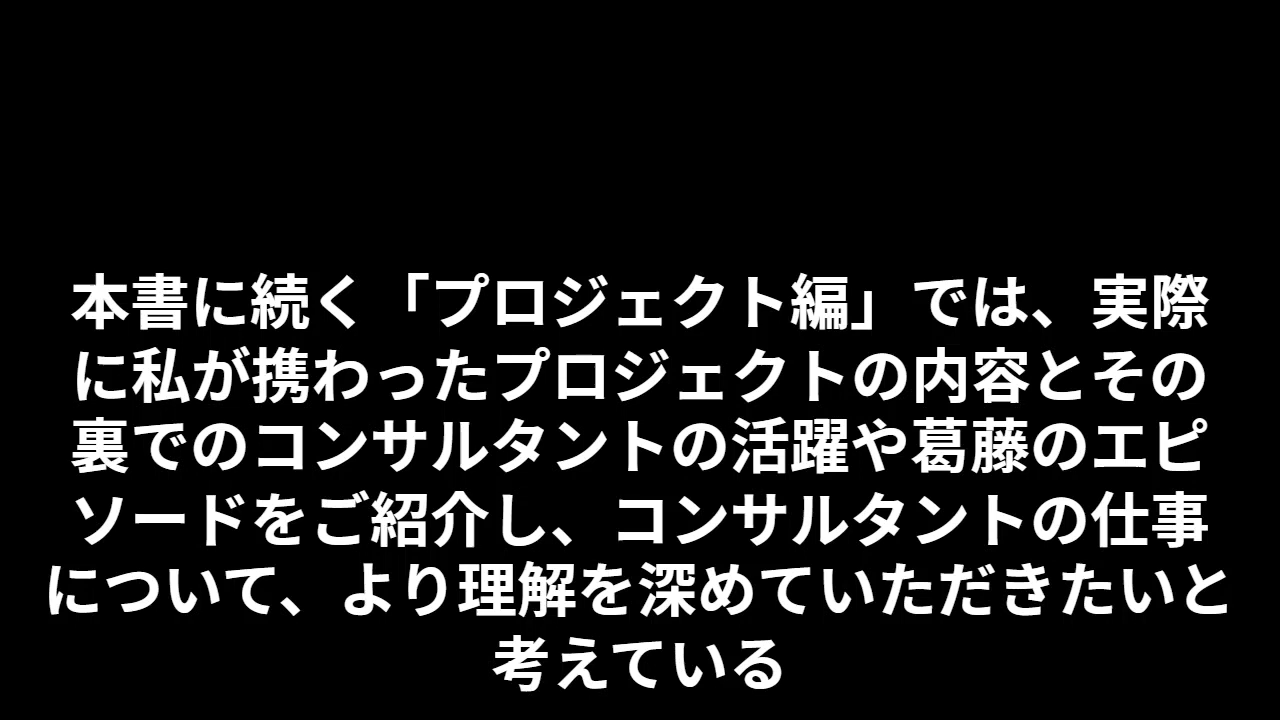 本書に続く「プロジェクト編」では、実際
に私が携わったプロジェクトの内容とその
裏でのコンサルタントの活躍や葛藤のエピ
ソードをご紹介し、コンサルタントの仕事
について、より理解を深めていただきたいと
考えている